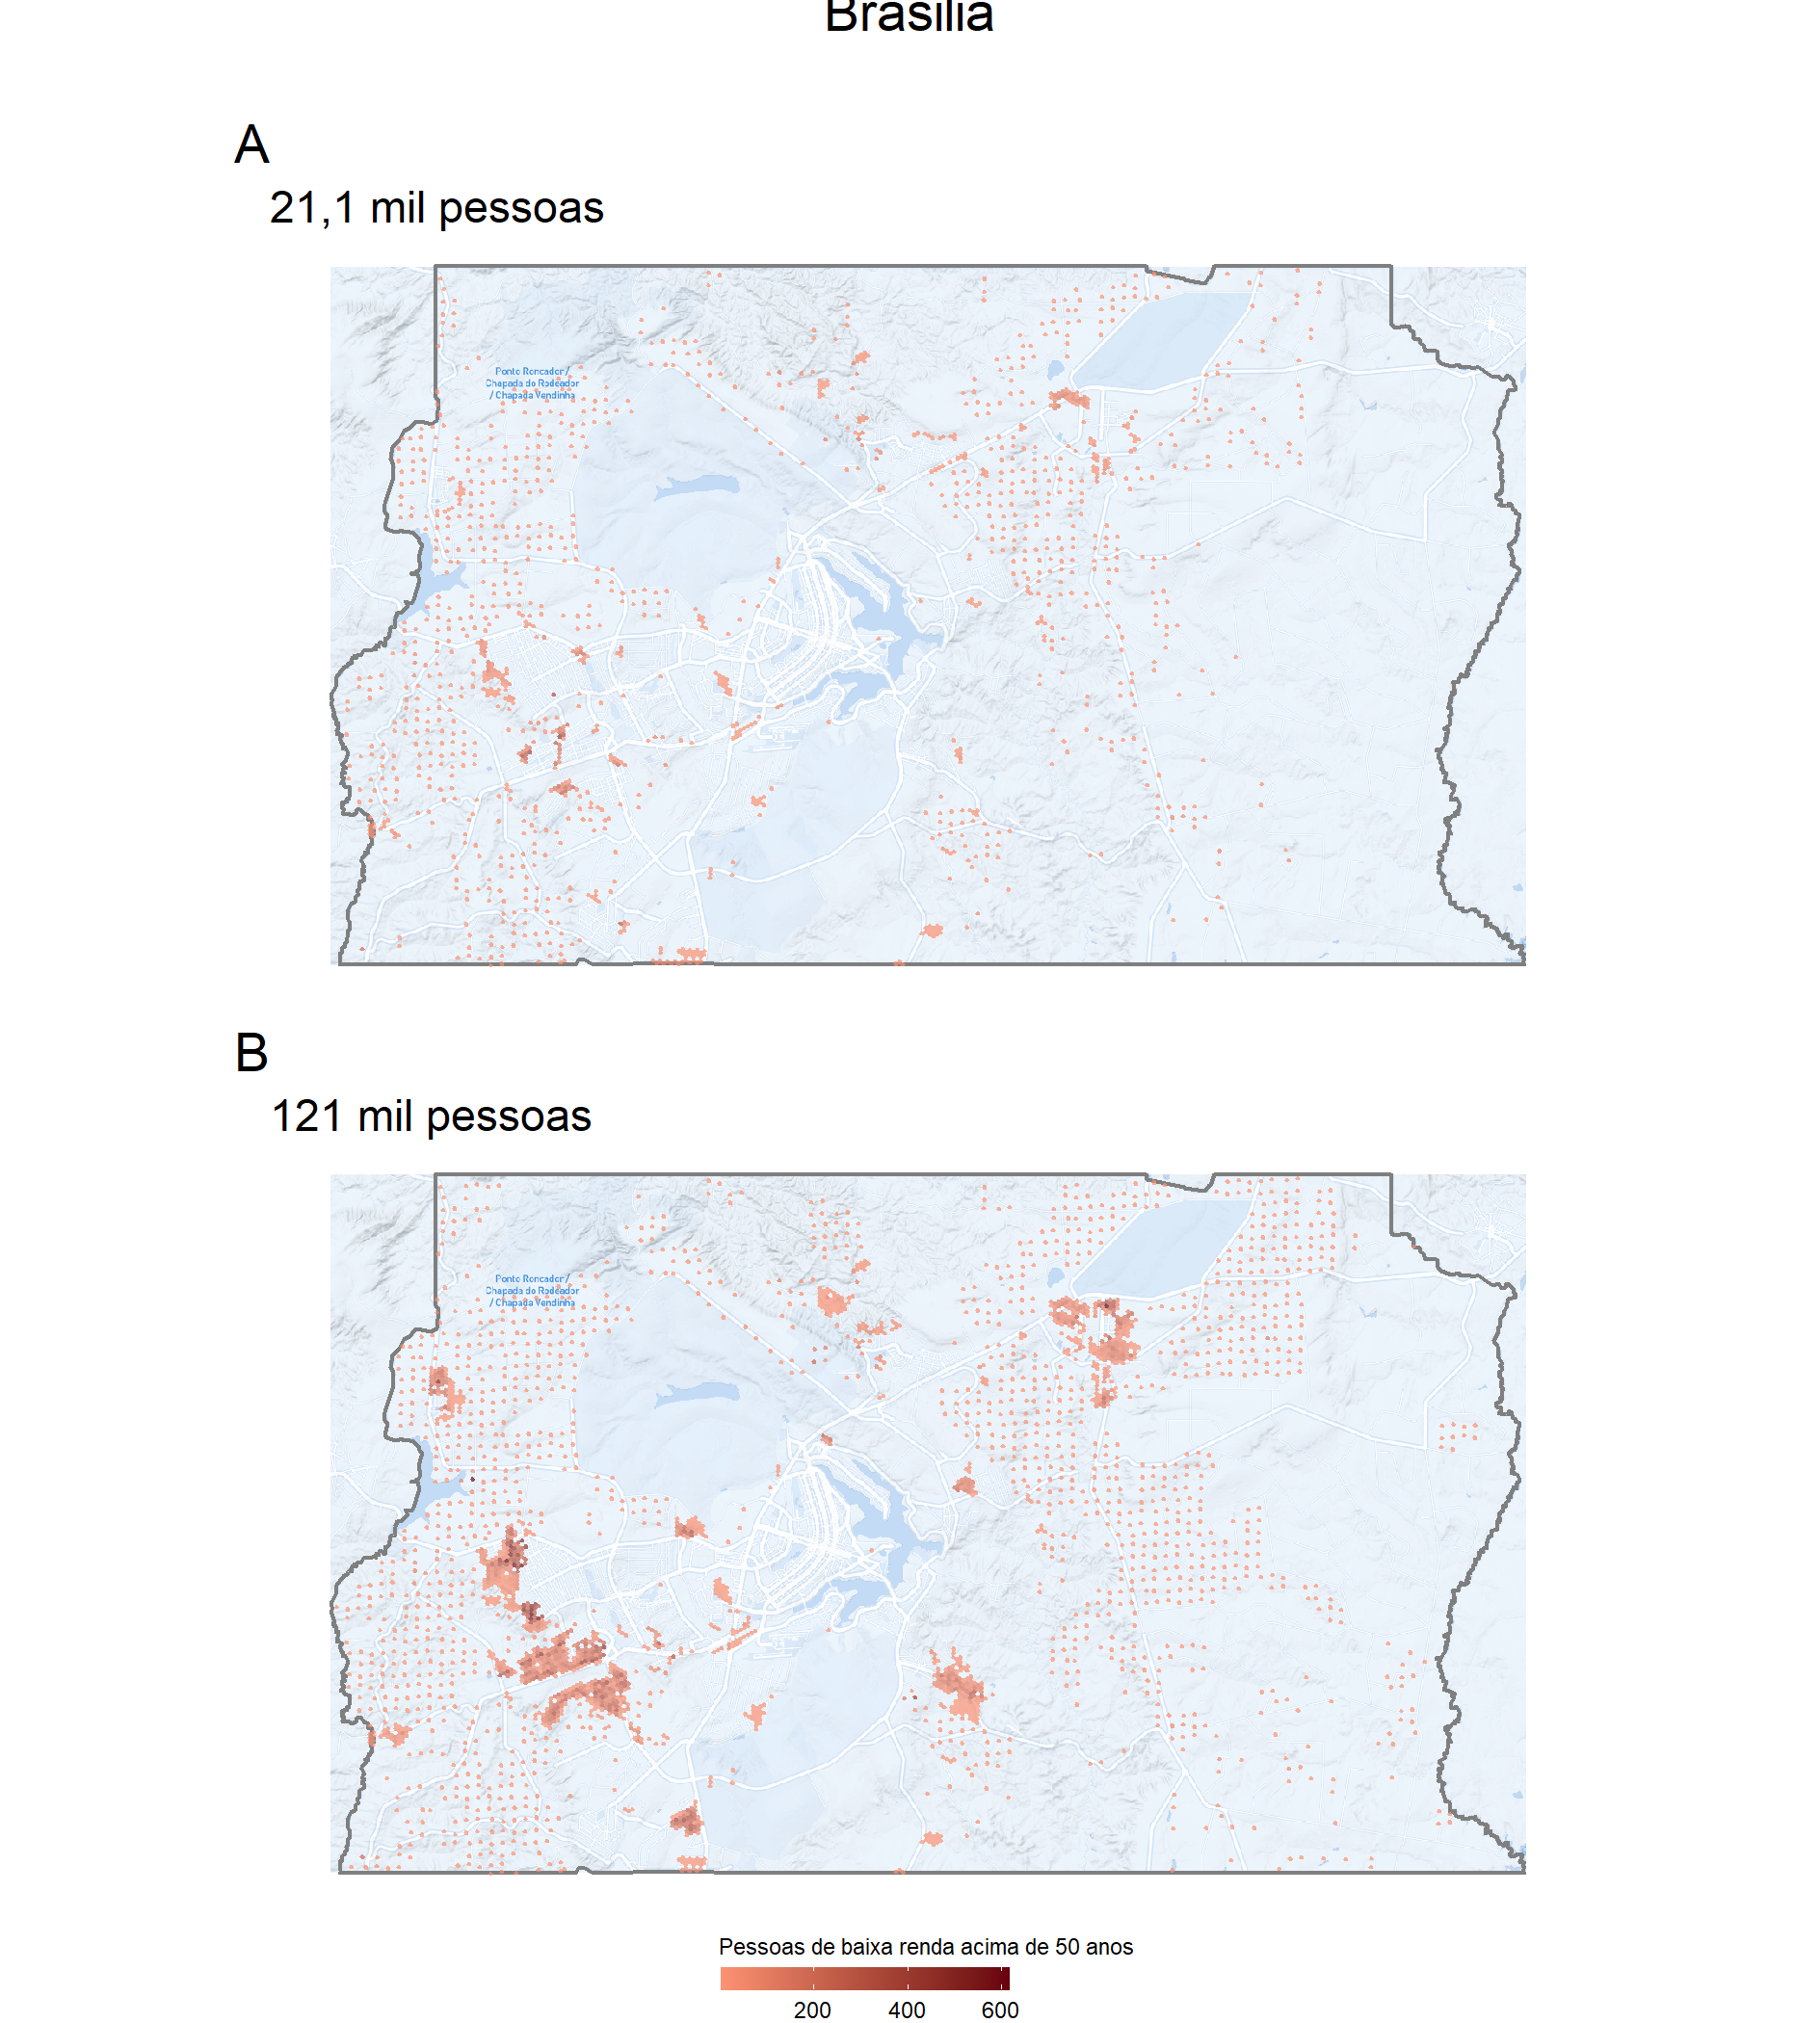 Brasília
A
21,1 mil pessoas
Ponte Roncador /
Chapada do Rodeador
/ Chapada Vendinha
B
121 mil pessoas
Ponte Roncador /
Chapada do Rodeador
/ Chapada Vendinha
Pessoas de baixa renda acima de 50 anos
200 400 600